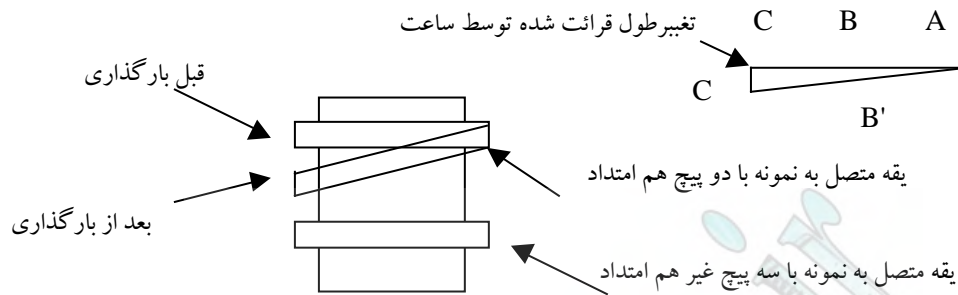 تغییرطول قرائت شده توسط ساعت
C B A
قبل بارگذاری
C
B'
یقه متصل به نمونه با دو پیچ هم امتداد
بعد از بارگذاری
یقه متصل به نمونه با سه پیچ غیر هم امتداد